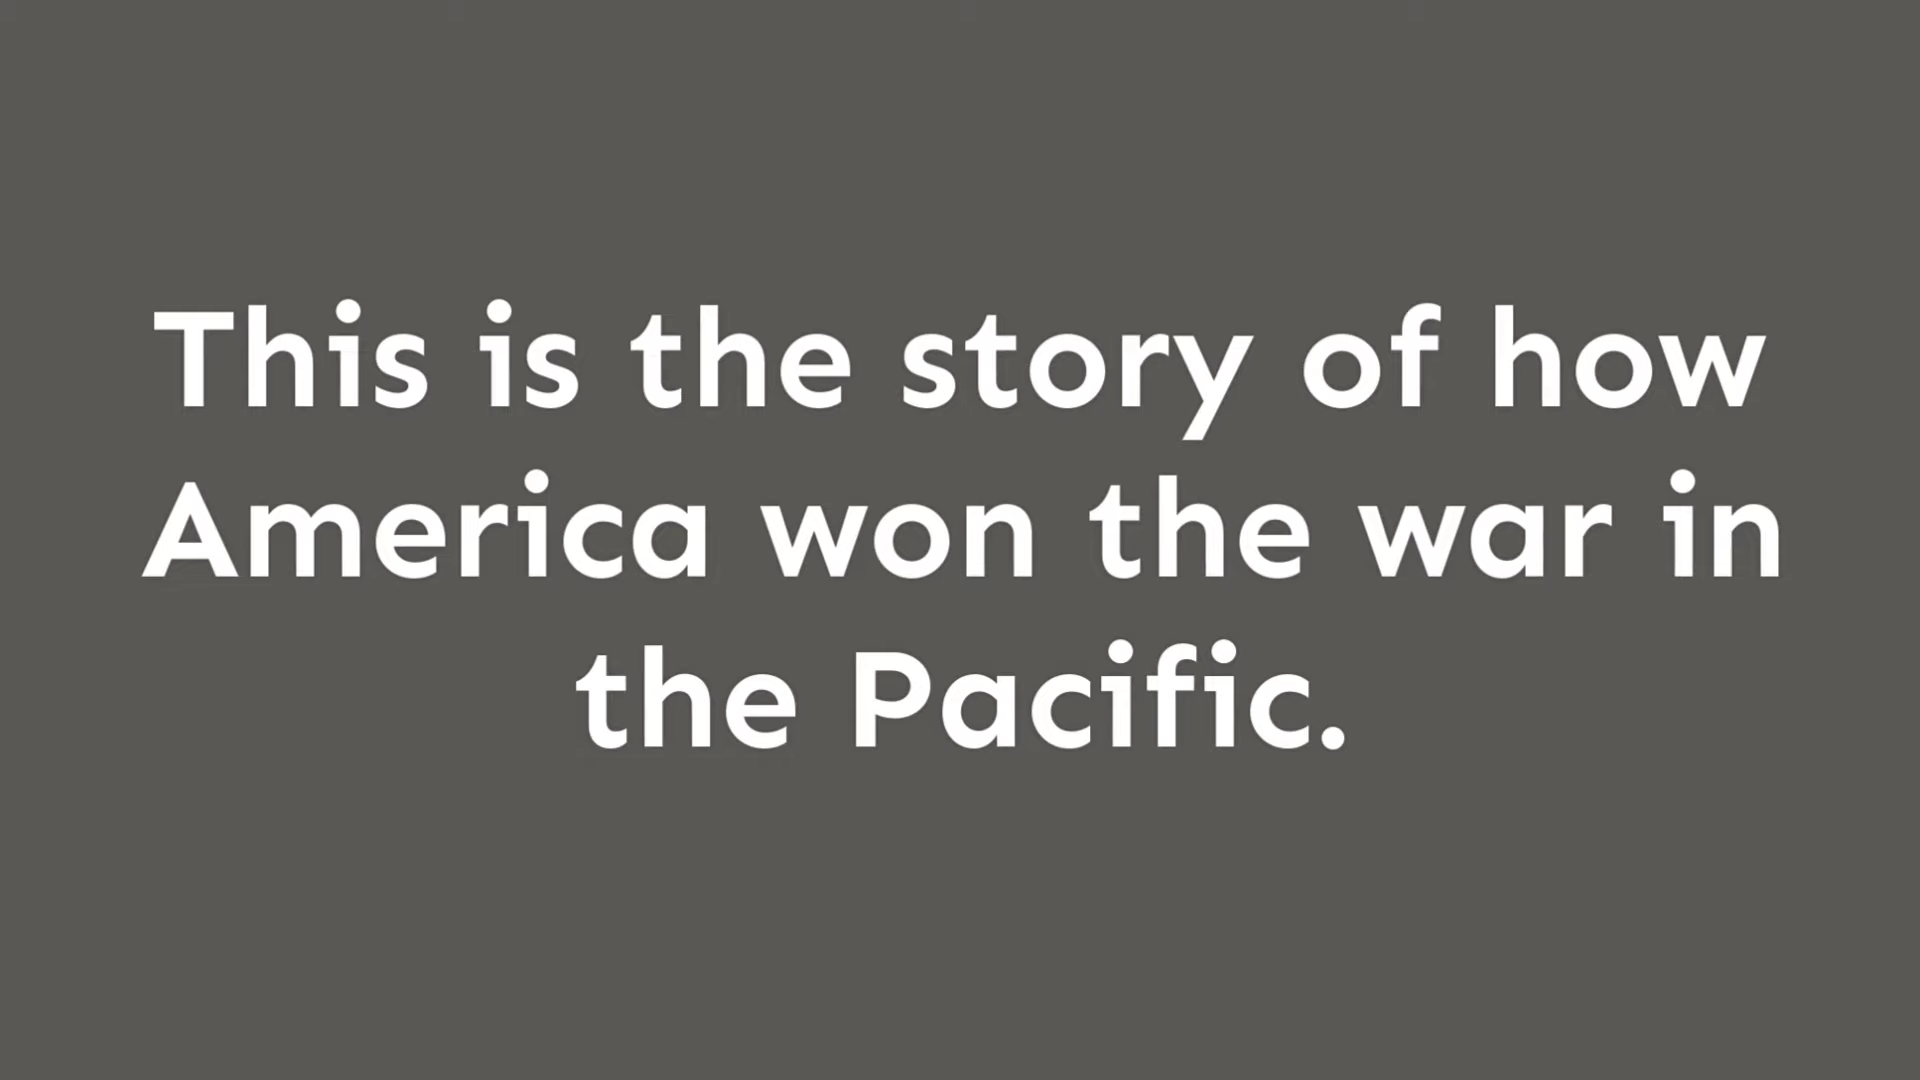 This is the story of how
America won the war in
the Pacific.